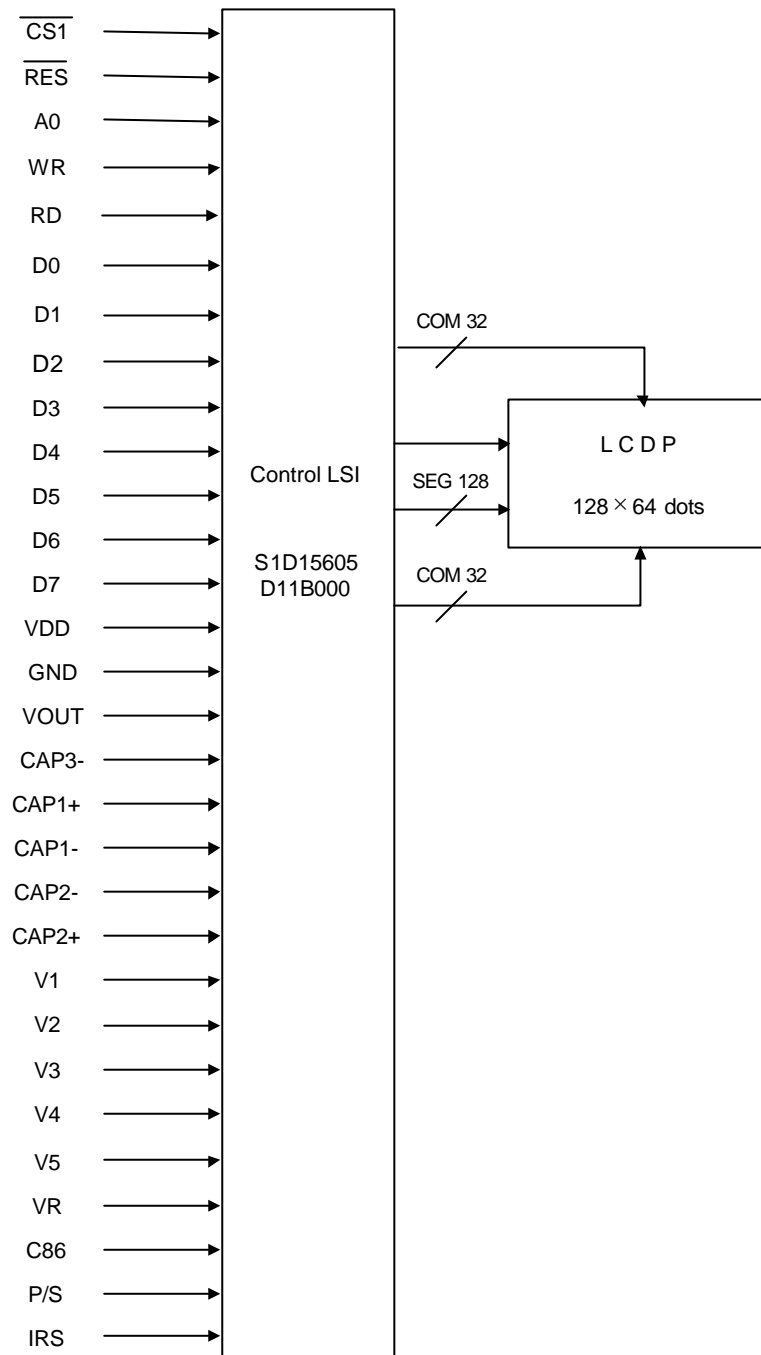 CS1
RES
A0
WR
RD
D0
D1
D2
D3
D4
D5
D6
D7
VDD
GND
VOUT
CAP3-
CAP1+
CAP1-
CAP2-
CAP2+
V1
V2
V3
V4
V5
VR
C86
P/S
IRS
Control LSI
S1D15605
D11B000
COM 32
SEG 128
COM 32
L C D P
128 × 64 dots